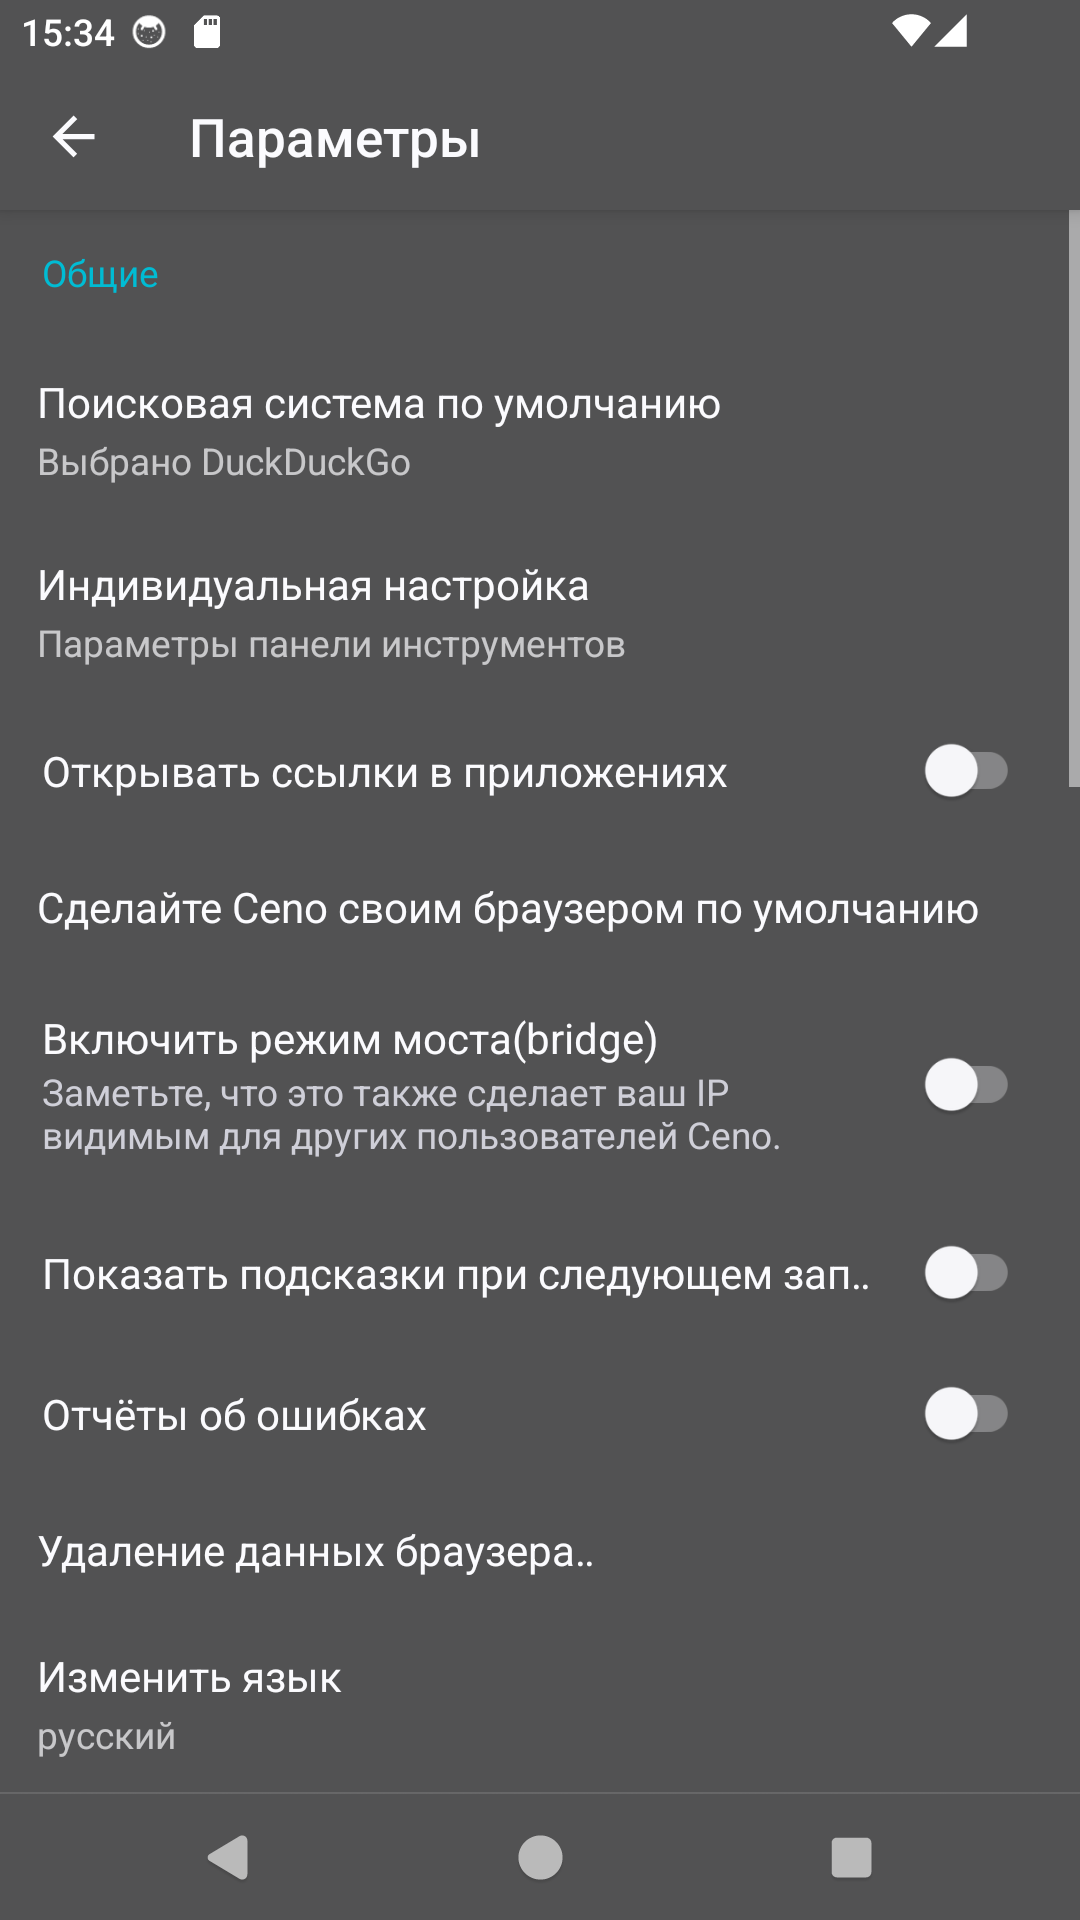 15:34
Параметры
Общие
Поисковая система по умолчанию
Выбрано DuckDuckGo
Индивидуальная настройка
Параметры панели инструментов
Открывать ссылки в приложениях
Сделайте Ceno своим браузером по умолчанию
Включить режим моста(bridge)
Заметьте, что это также сделает ваш IP
видимым для других пользователей Ceno.
Показать подсказки при следующем зап..
Отчёты об ошибках
Удаление данных браузера..
Изменить язык
русский